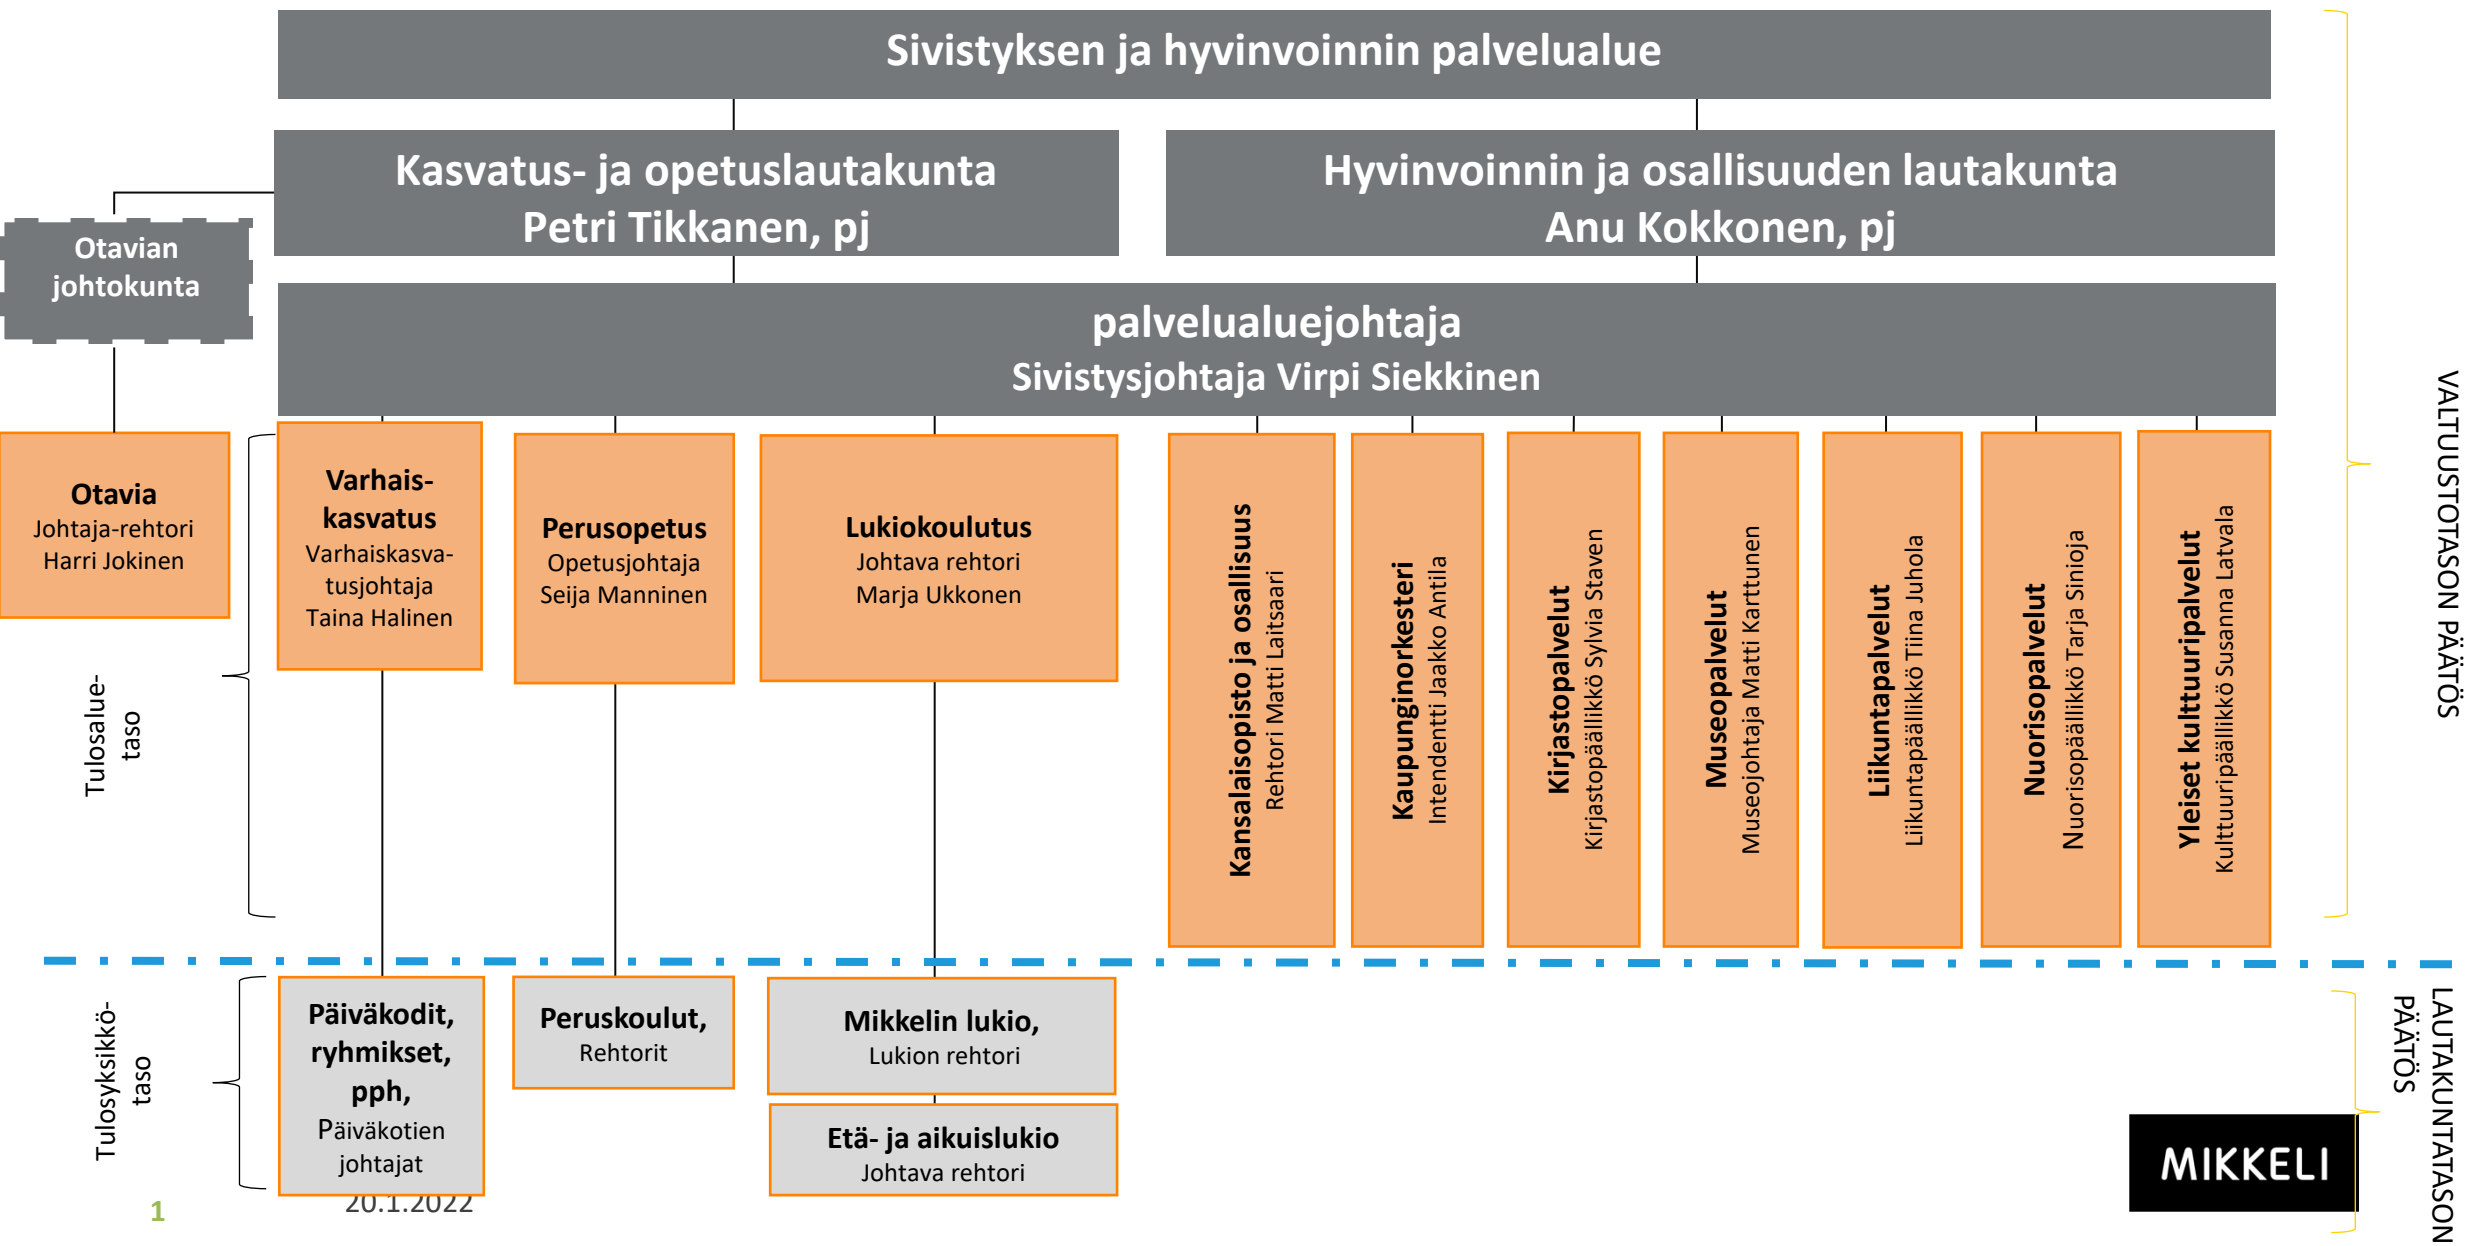 Sivistyksen ja hyvinvoinnin palvelualue
Kasvatus- ja opetuslautakunta
Petri Tikkanen, pj
Hyvinvoinnin ja osallisuuden lautakunta
Anu Kokkonen, pj
Otavian
johtokunta
palvelualuejohtaja
Sivistysjohtaja Virpi Siekkinen
VALTUUSTOTASON PÄÄTÖS
Otavia
Johtaja-rehtori
Harri Jokinen
Tulosalue-
taso
Varhais-
kasvatus
Varhaiskasva-
tusjohtaja
Taina Halinen
Perusopetus
Opetusjohtaja
Seija Manninen
Lukiokoulutus
Johtava rehtori
Marja Ukkonen
Kansalaisopisto ja osallisuus
Rehtori Matti Laitsaari
Kaupunginorkesteri
Intendentti Jaakko Antila
Kirjastopalvelut
Kirjastopäällikkö Sylvia Staven
Museopalvelut
Museojohtaja Matti Karttunen
Liikuntapalvelut
Liikuntapäällikkö Tiina Juhola
Nuorisopalvelut
Nuorisopäällikkö Tarja Sinioja
Yleiset kulttuuripalvelut
Kulttuuripäällikkö Susanna Latvala
Tulosyksikkö-
taso
Päiväkodit,
ryhmikset,
pph,
Päiväkotien
johtajat
Peruskoulut,
Rehtorit
Mikkelin lukio,
Lukion rehtori
Etä- ja aikuislukio
Johtava rehtori
LAUTAKUNTATASON
PÄÄTÖS
MIKKELI
1
20.1.2022